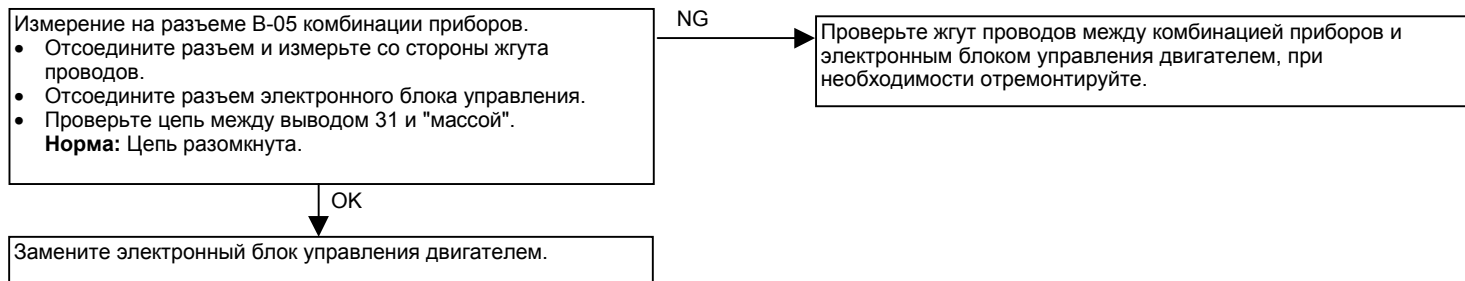 Измерение на разъеме B-05 комбинации приборов.
• Отсоедините разъем и измерьте со стороны жгута
проводов.
• Отсоедините разъем электронного блока управления.
• Проверьте цепь между выводом 31 и "массой".
Норма: Цепь разомкнута.
NG
Проверьте жгут проводов между комбинацией приборов и
электронным блоком управления двигателем, при
необходимости отремонтируйте.
OK
Замените электронный блок управления двигателем.